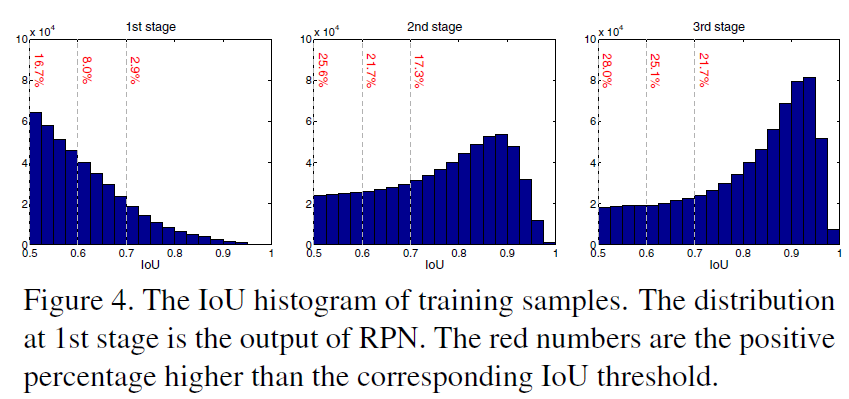 1st stage
x 10⁴
10
8
6
4
2
0
16.7%
8.0%
2.9%
0.5 0.6 0.7 0.8 0.9 1
IoU
2nd stage
x 10⁴
10
8
6
4
2
0
25.6%
21.7%
17.3%
0.5 0.6 0.7 0.8 0.9 1
IoU
3rd stage
x 10⁴
10
8
6
4
2
0
28.0%
25.1%
21.7%
0.5 0.6 0.7 0.8 0.9 1
IoU
Figure 4. The IoU histogram of training samples. The distribution
at 1st stage is the output of RPN. The red numbers are the positive
percentage higher than the corresponding IoU threshold.